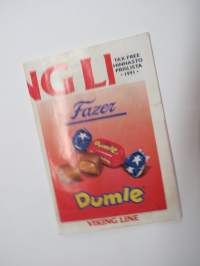 NG LI
TAX FREE
HINNASTO
PRISLISTA
- 1991 -
Fazer
Dumle
VIKING LINE